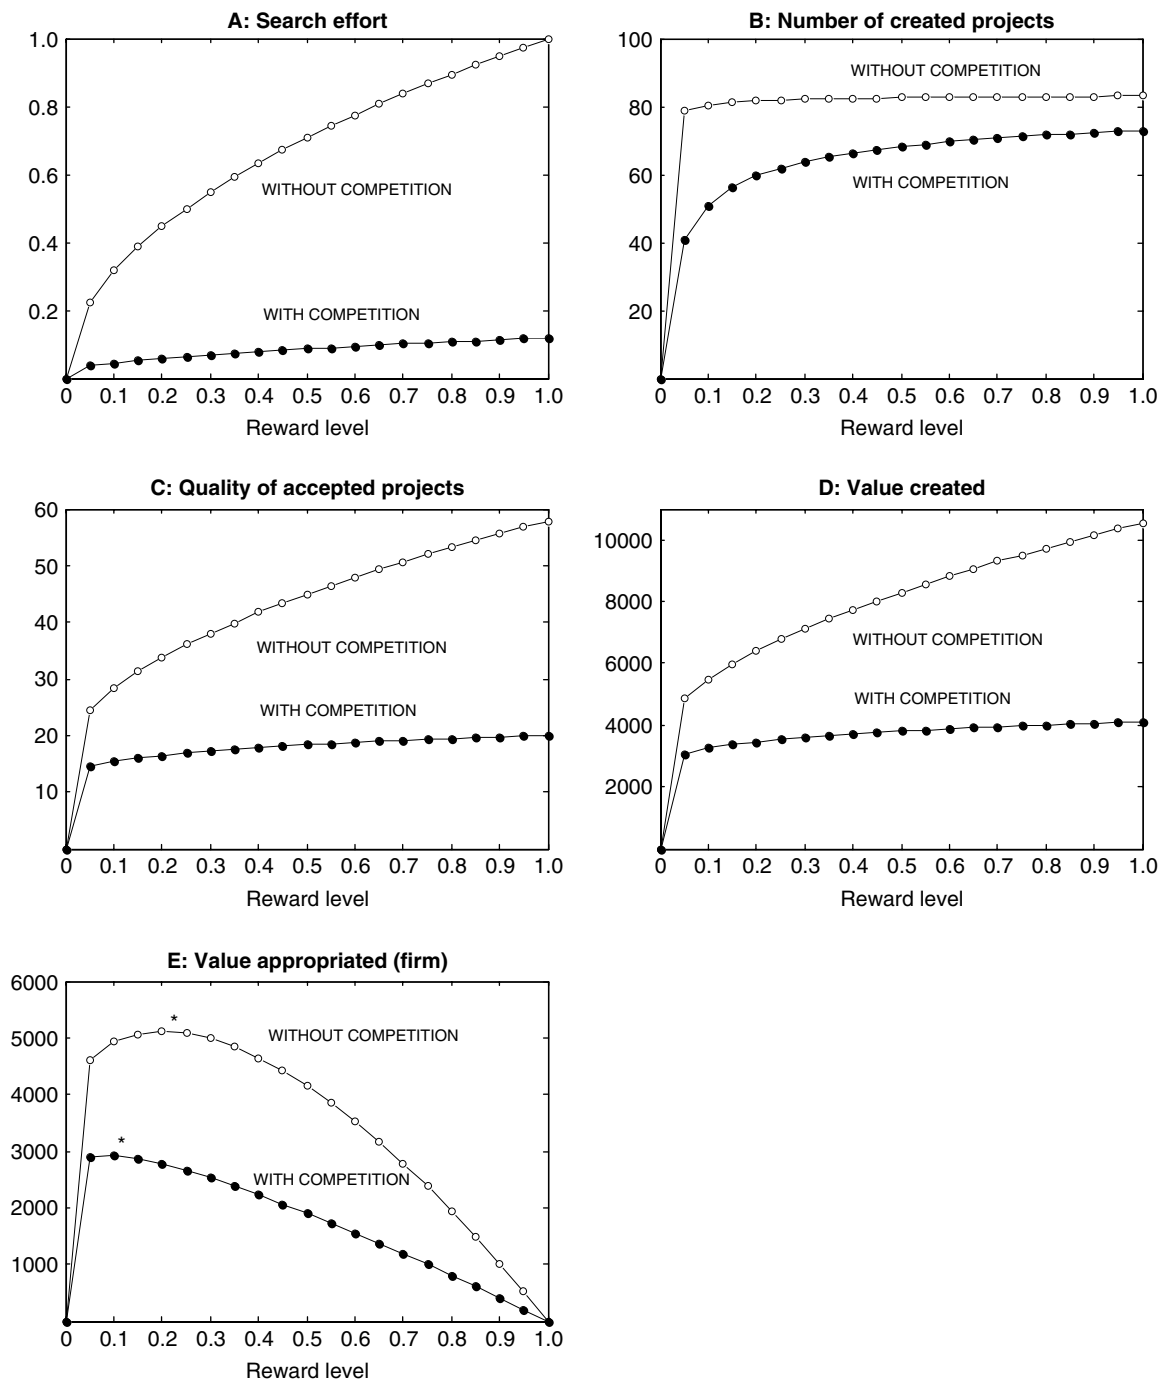 A: Search effort
1.0
0.8
0.6
0.4
0.2
WITHOUT COMPETITION
WITH COMPETITION
0 0.1 0.2 0.3 0.4 0.5 0.6 0.7 0.8 0.9 1.0
Reward level
B: Number of created projects
100
80
60
40
20
WITHOUT COMPETITION
WITH COMPETITION
0 0.1 0.2 0.3 0.4 0.5 0.6 0.7 0.8 0.9 1.0
Reward level
C: Quality of accepted projects
60
50
40
30
20
10
WITHOUT COMPETITION
WITH COMPETITION
0 0.1 0.2 0.3 0.4 0.5 0.6 0.7 0.8 0.9 1.0
Reward level
D: Value created
10000
8000
6000
4000
2000
WITHOUT COMPETITION
WITH COMPETITION
0 0.1 0.2 0.3 0.4 0.5 0.6 0.7 0.8 0.9 1.0
Reward level
E: Value appropriated (firm)
6000
5000
4000
3000
2000
1000
*
WITHOUT COMPETITION
*
WITH COMPETITION
0 0.1 0.2 0.3 0.4 0.5 0.6 0.7 0.8 0.9 1.0
Reward level